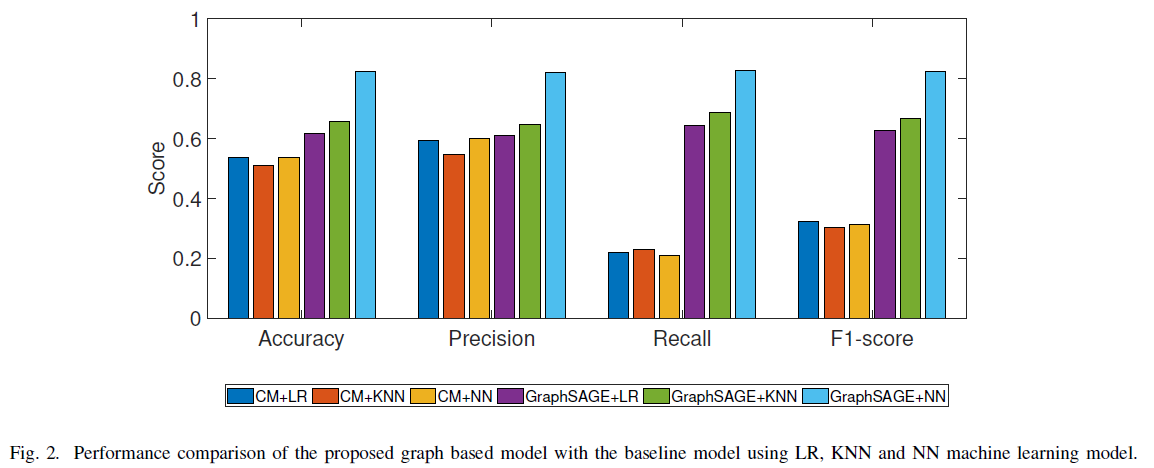 1
0.8
0.6
0.4
0.2
0
Score
Accuracy Precision Recall F1-score
CM+LR CM+KNN CM+NN GraphSAGE+LR GraphSAGE+KNN GraphSAGE+NN
Fig. 2. Performance comparison of the proposed graph based model with the baseline model using LR, KNN and NN machine learning model.